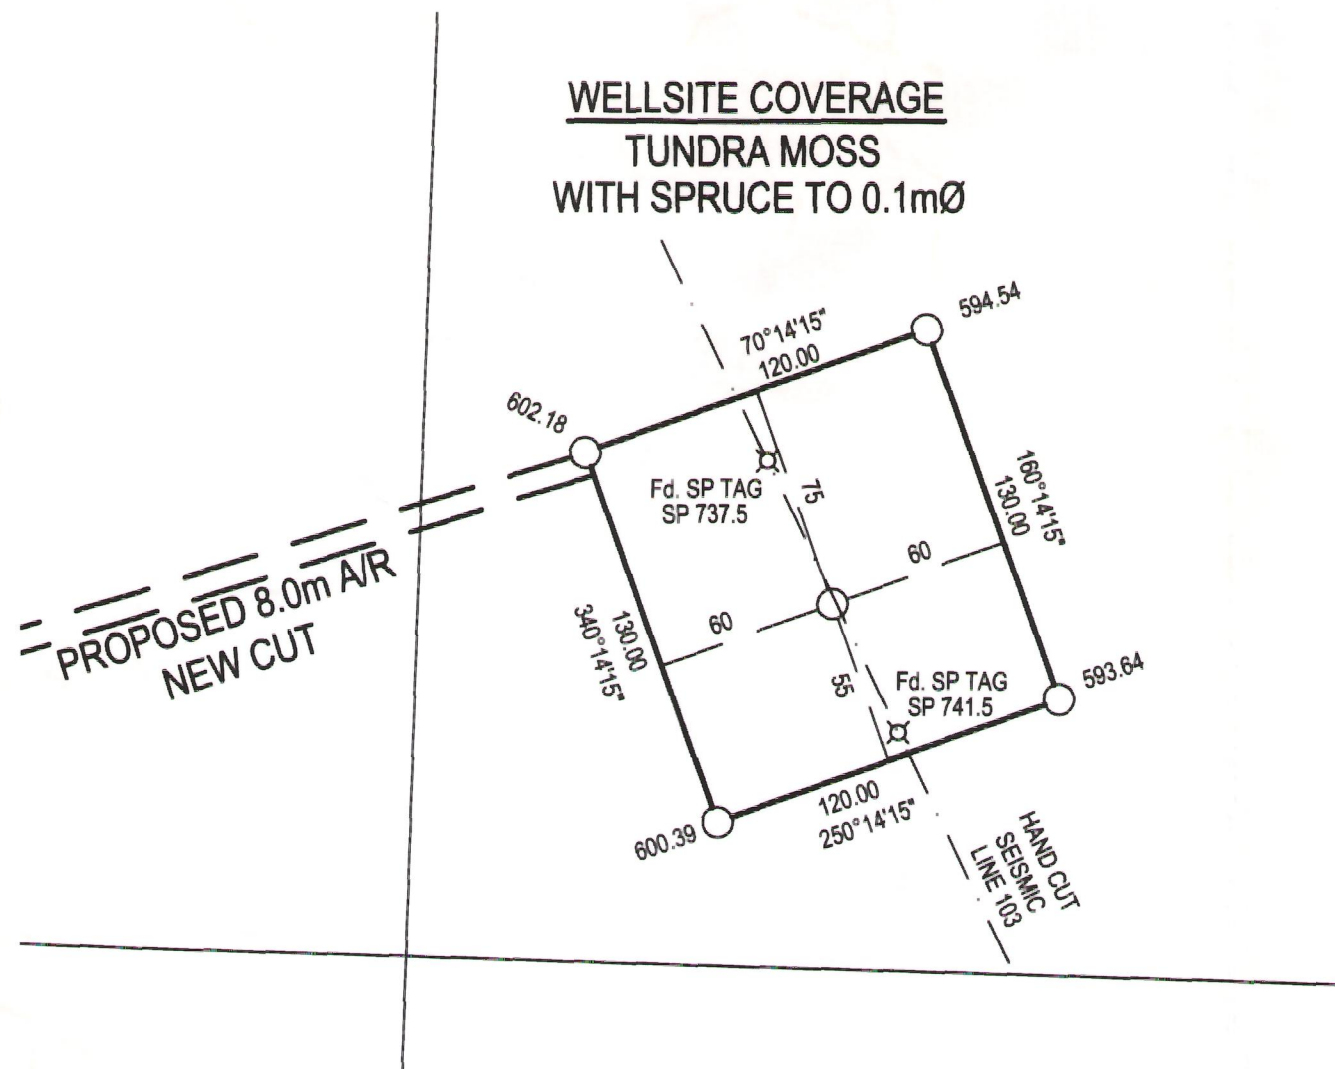 WELLSITE COVERAGE
TUNDRA MOSS
WITH SPRUCE TO 0.1mØ
594.54
70°14'15"
120.00
602.18
Fd. SP TAG
SP 737.5
75
160°14'15"
130.00
60
PROPOSED 8.0m A/R
NEW CUT
130.00
340°14'15"
60
55
Fd. SP TAG
SP 741.5
593.64
120.00
250°14'15"
600.39
HAND CUT
SEISMIC
LINE 103